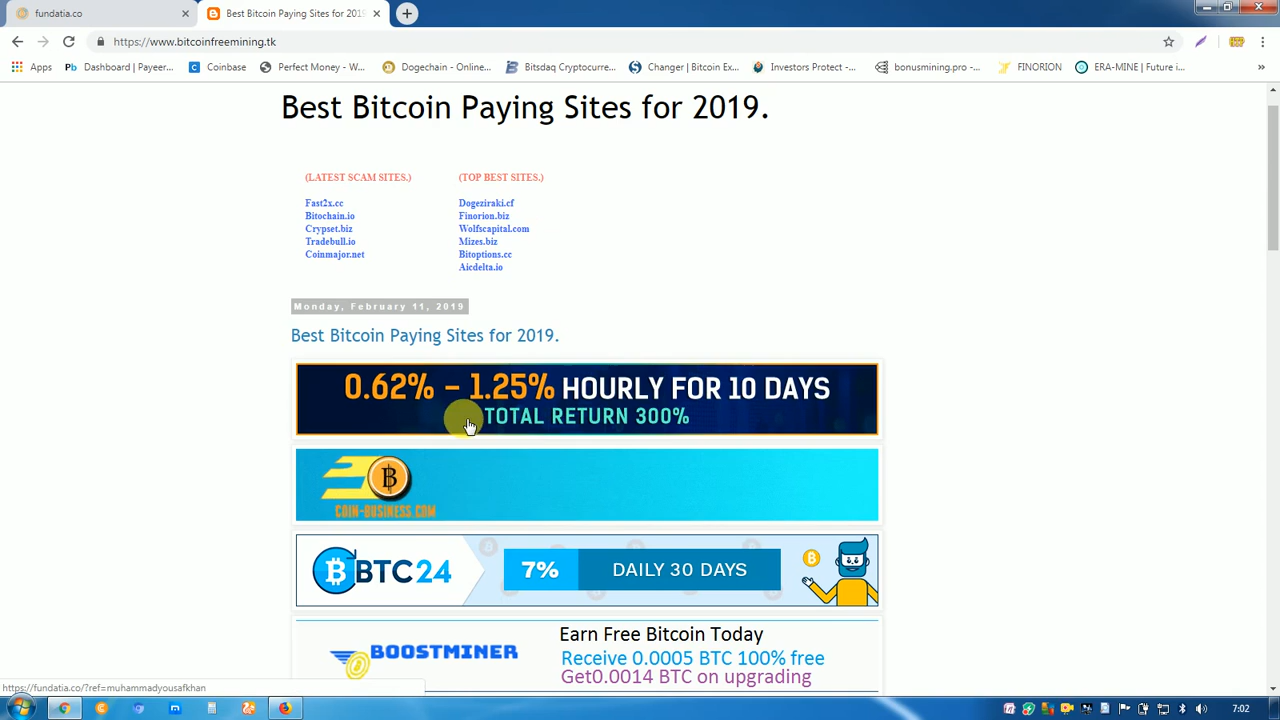 fundatia.co
Best Bitcoin Paying Sites for 2019
https://www.bitcoinfreemining.tk
Apps
Dashboard | Payeer...
Coinbase
Perfect Money - W...
Dogechain - Online...
Bitsdaq Cryptocurre...
Changer | Bitcoin Ex...
Investors Protect -...
bonusmining.pro -...
FINORION
ERA-MINE | Future i...
Best Bitcoin Paying Sites for 2019.
(LATEST SCAM SITES.)
Fast2x.cc
Bitochain.io
Crypset.biz
Tradebull.io
Coinmajor.net
(TOP BEST SITES.)
Dogeziraki.cf
Finorion.biz
Wolfscapital.com
Mizes.biz
Bitoptions.cc
Aicdelta.io
Monday, February 11, 2019
Best Bitcoin Paying Sites for 2019.
0.62% - 1.25% HOURLY FOR 10 DAYS
TOTAL RETURN 300%
COIN-BUSINESS.COM
BTC24
7% DAILY 30 DAYS
BOOSTMINER
Earn Free Bitcoin Today
Receive 0.0005 BTC 100% free
Get0.0014 BTC on upgrading
https://fundatia.co/?ref=muhammadyousafkhan
7:02